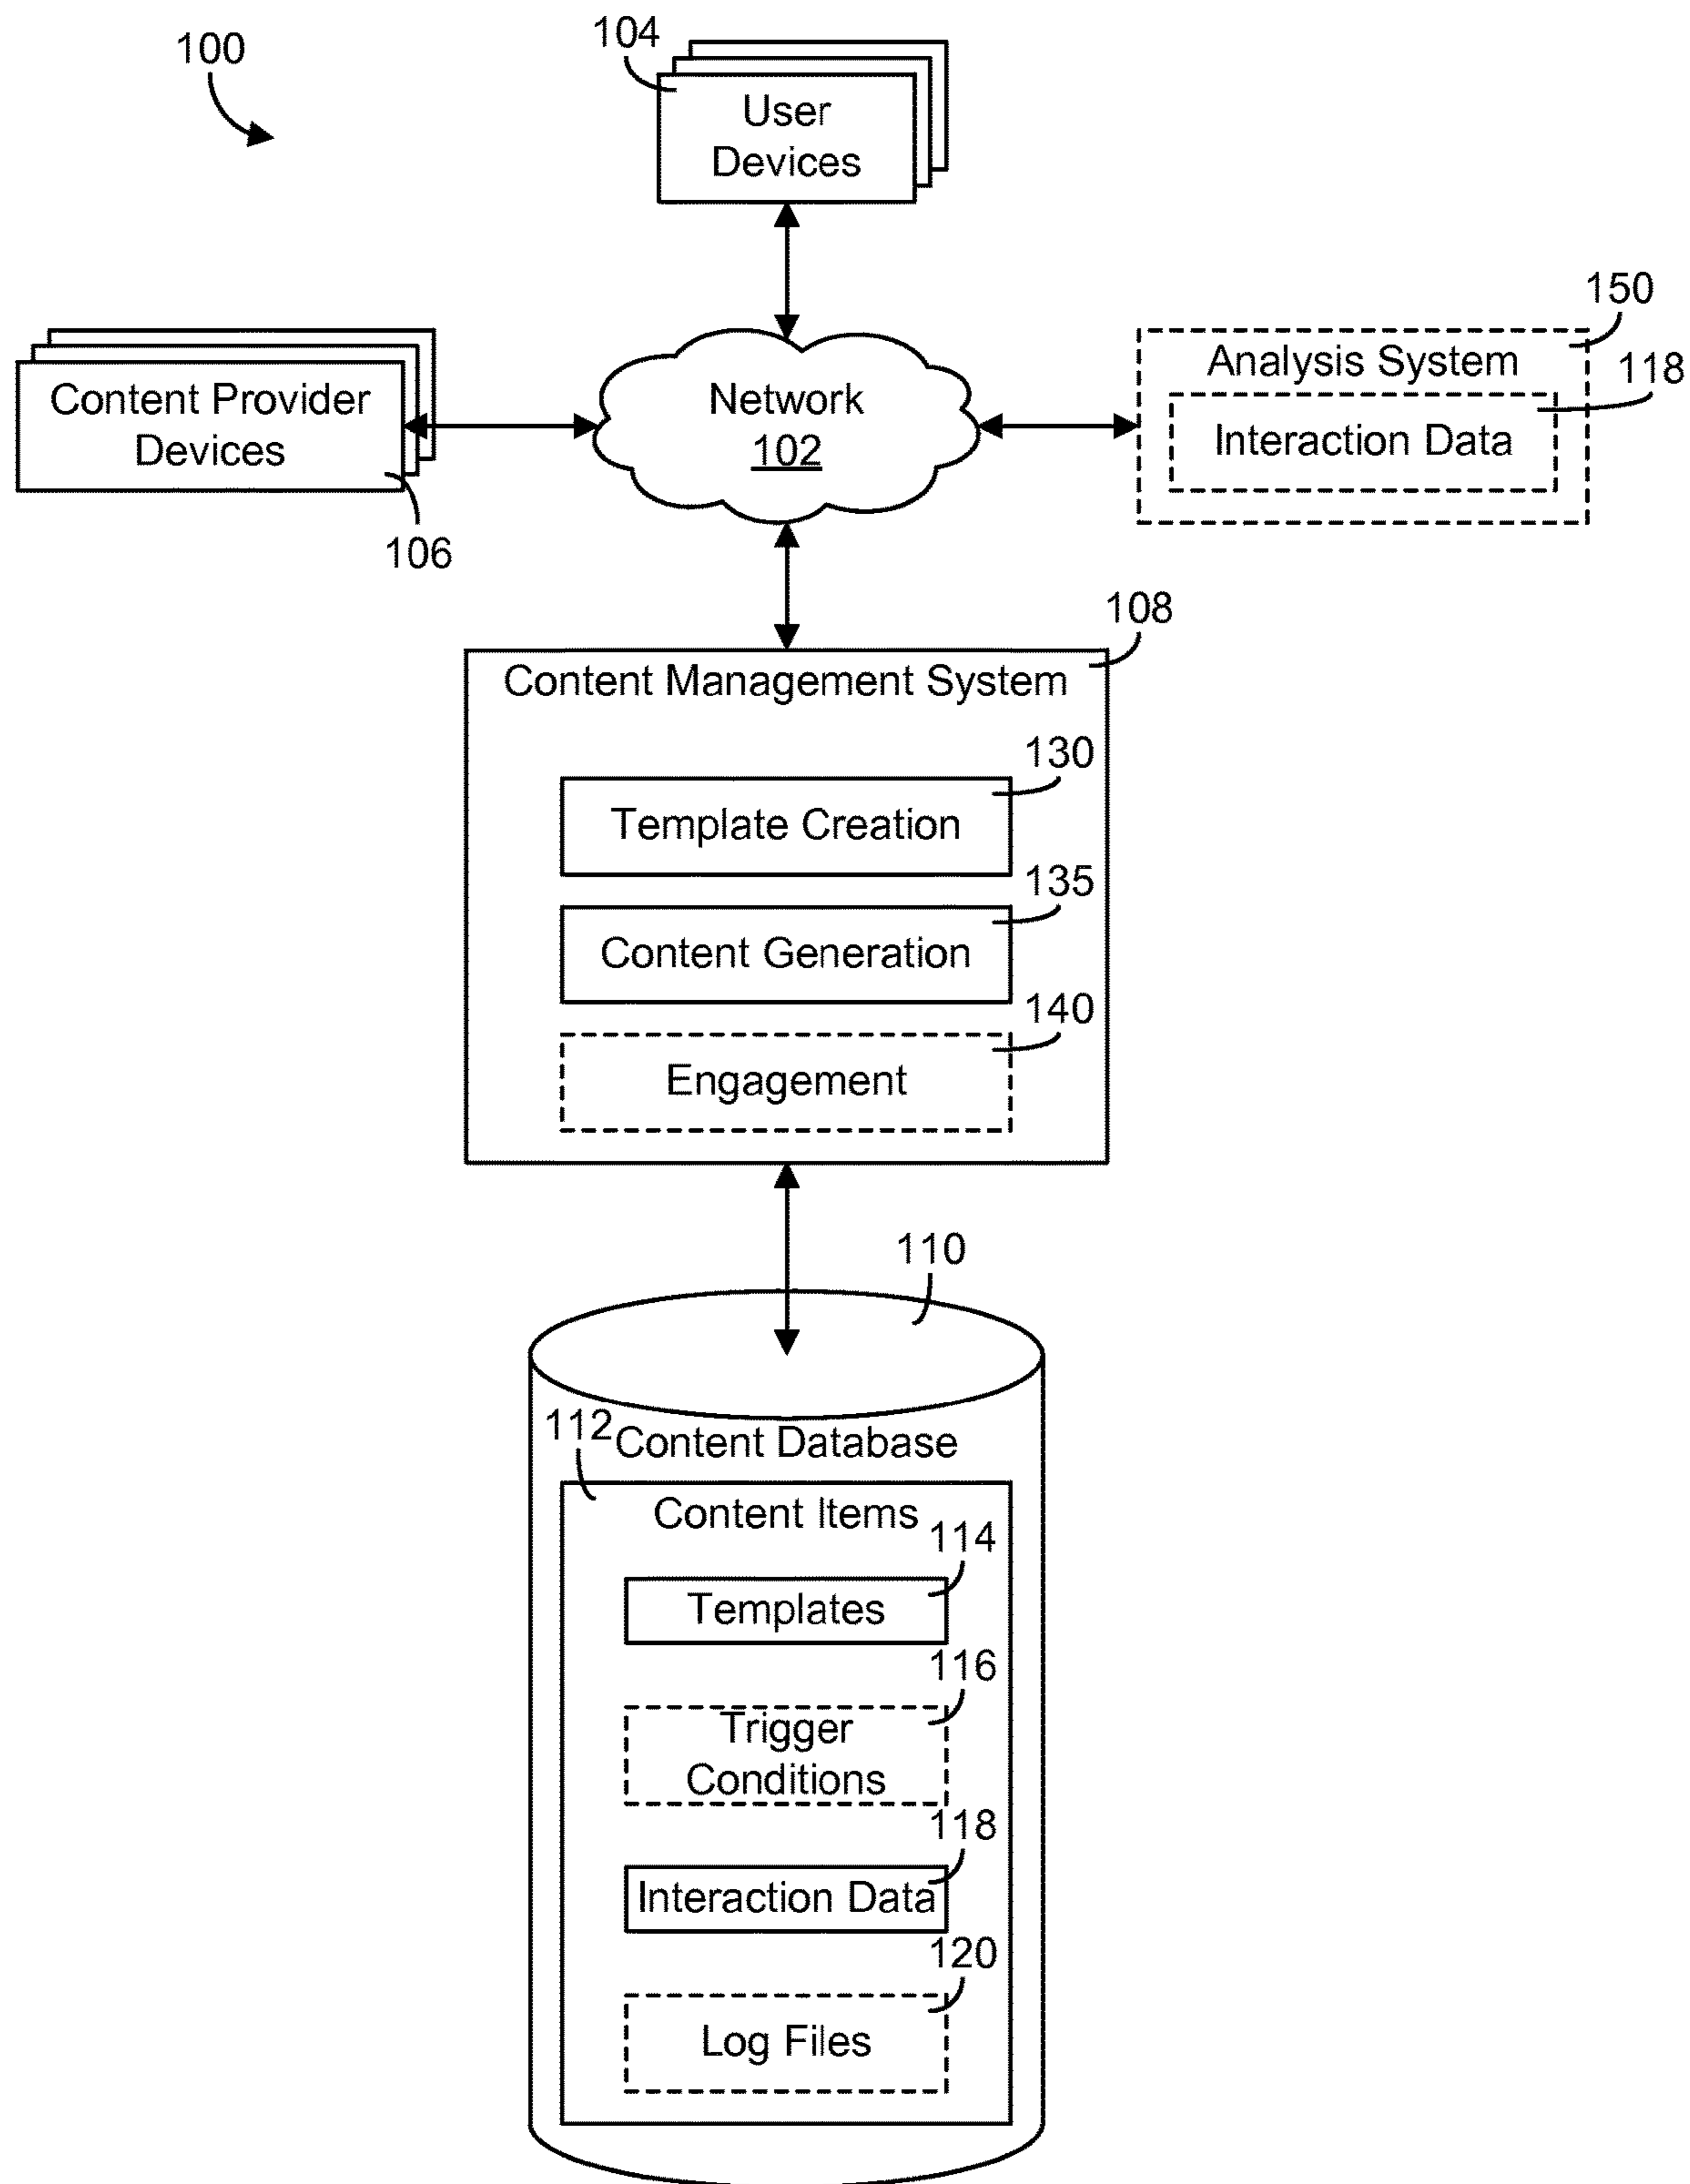 100
104
User
Devices
150
Analysis System
118
Interaction Data
Content Provider
Devices
106
Network
102
108
Content Management System
130
Template Creation
135
Content Generation
140
Engagement
110
112
Content Database
Content Items
114
Templates
116
Trigger
Conditions
118
Interaction Data
120
Log Files